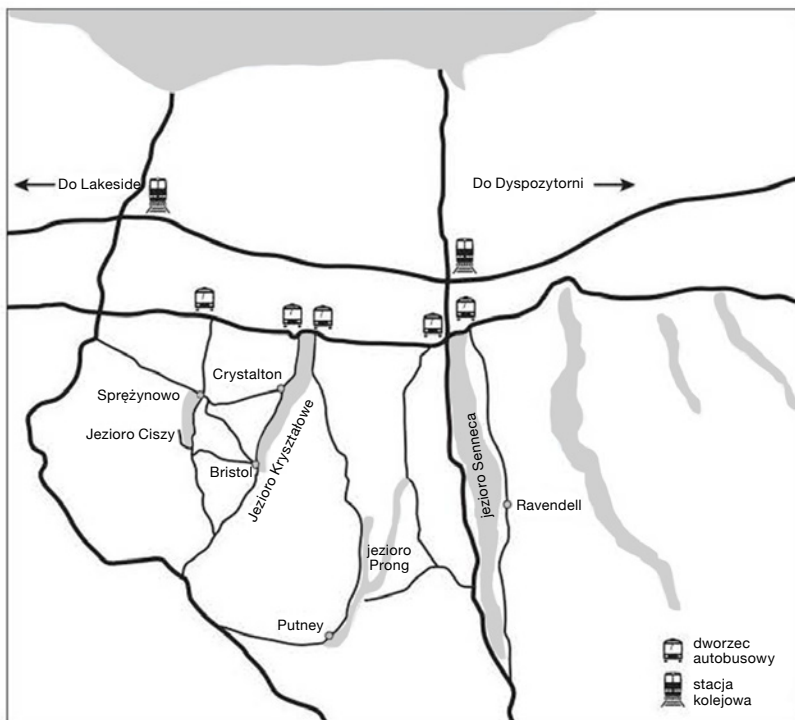 Do Lakeside
Do Dyspozytorni
Crystalton
Sprężynowo
Jezioro Ciszy
Bristol
Jezioro Kryształowe
jezioro Senneca
Ravendell
jezioro
Prong
Putney
dworzec
autobusowy
stacja
kolejowa